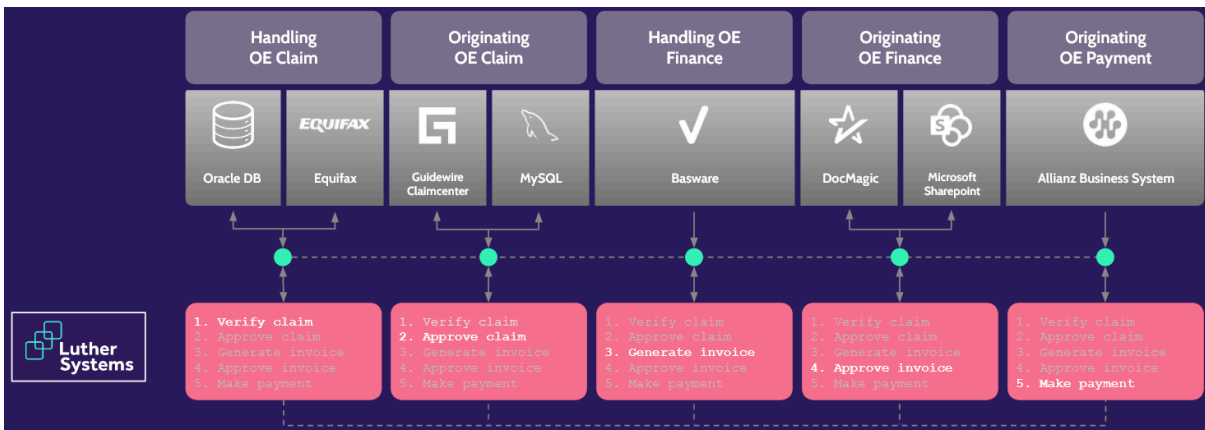 Handling
OE Claim
Originating
OE Claim
Handling OE
Finance
Originating
OE Finance
Originating
OE Payment
EQUIFAX
S
Oracle DB
Equifax
Guidewire
Claimcenter
MySQL
Basware
DocMagic
Microsoft
Sharepoint
Allianz Business System
Luther
Systems
1. Verify claim
2. Approve claim
3. Generate invoice
4. Approve invoice
5. Make payment
1. Verify claim
2. Approve claim
3. Generate invoice
4. Approve invoice
5. Make payment
1. Verify claim
2. Approve claim
3. Generate invoice
4. Approve invoice
5. Make payment
1. Verify claim
2. Approve claim
3. Generate invoice
4. Approve invoice
5. Make payment
1. Verify claim
2. Approve claim
3. Generate invoice
4. Approve invoice
5. Make payment